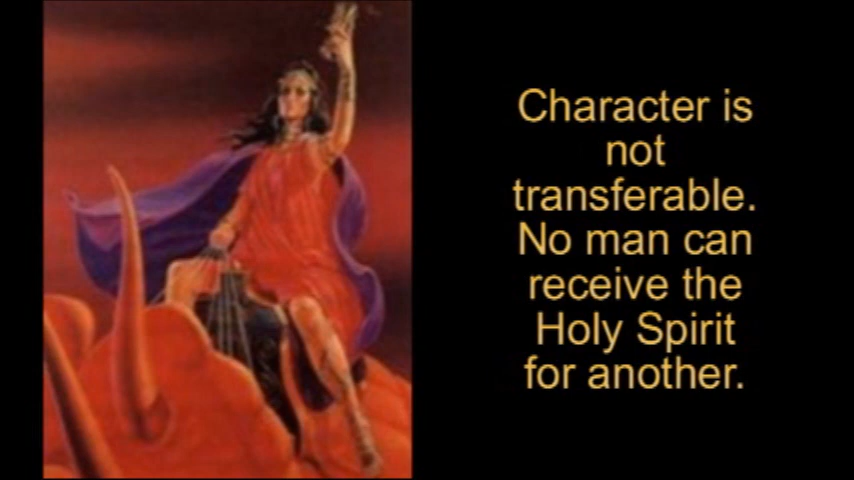 Character is
not
transferable.
No man can
receive the
Holy Spirit
for another.